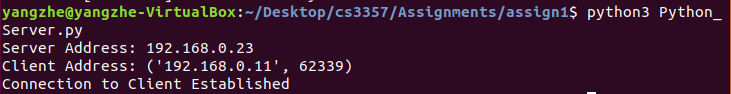 yangzhe@yangzhe-VirtualBox:~/Desktop/cs3357/Assignments/assign1$ python3 Python_
Server.py
Server Address: 192.168.0.23
Client Address: ('192.168.0.11', 62339)
Connection to Client Established